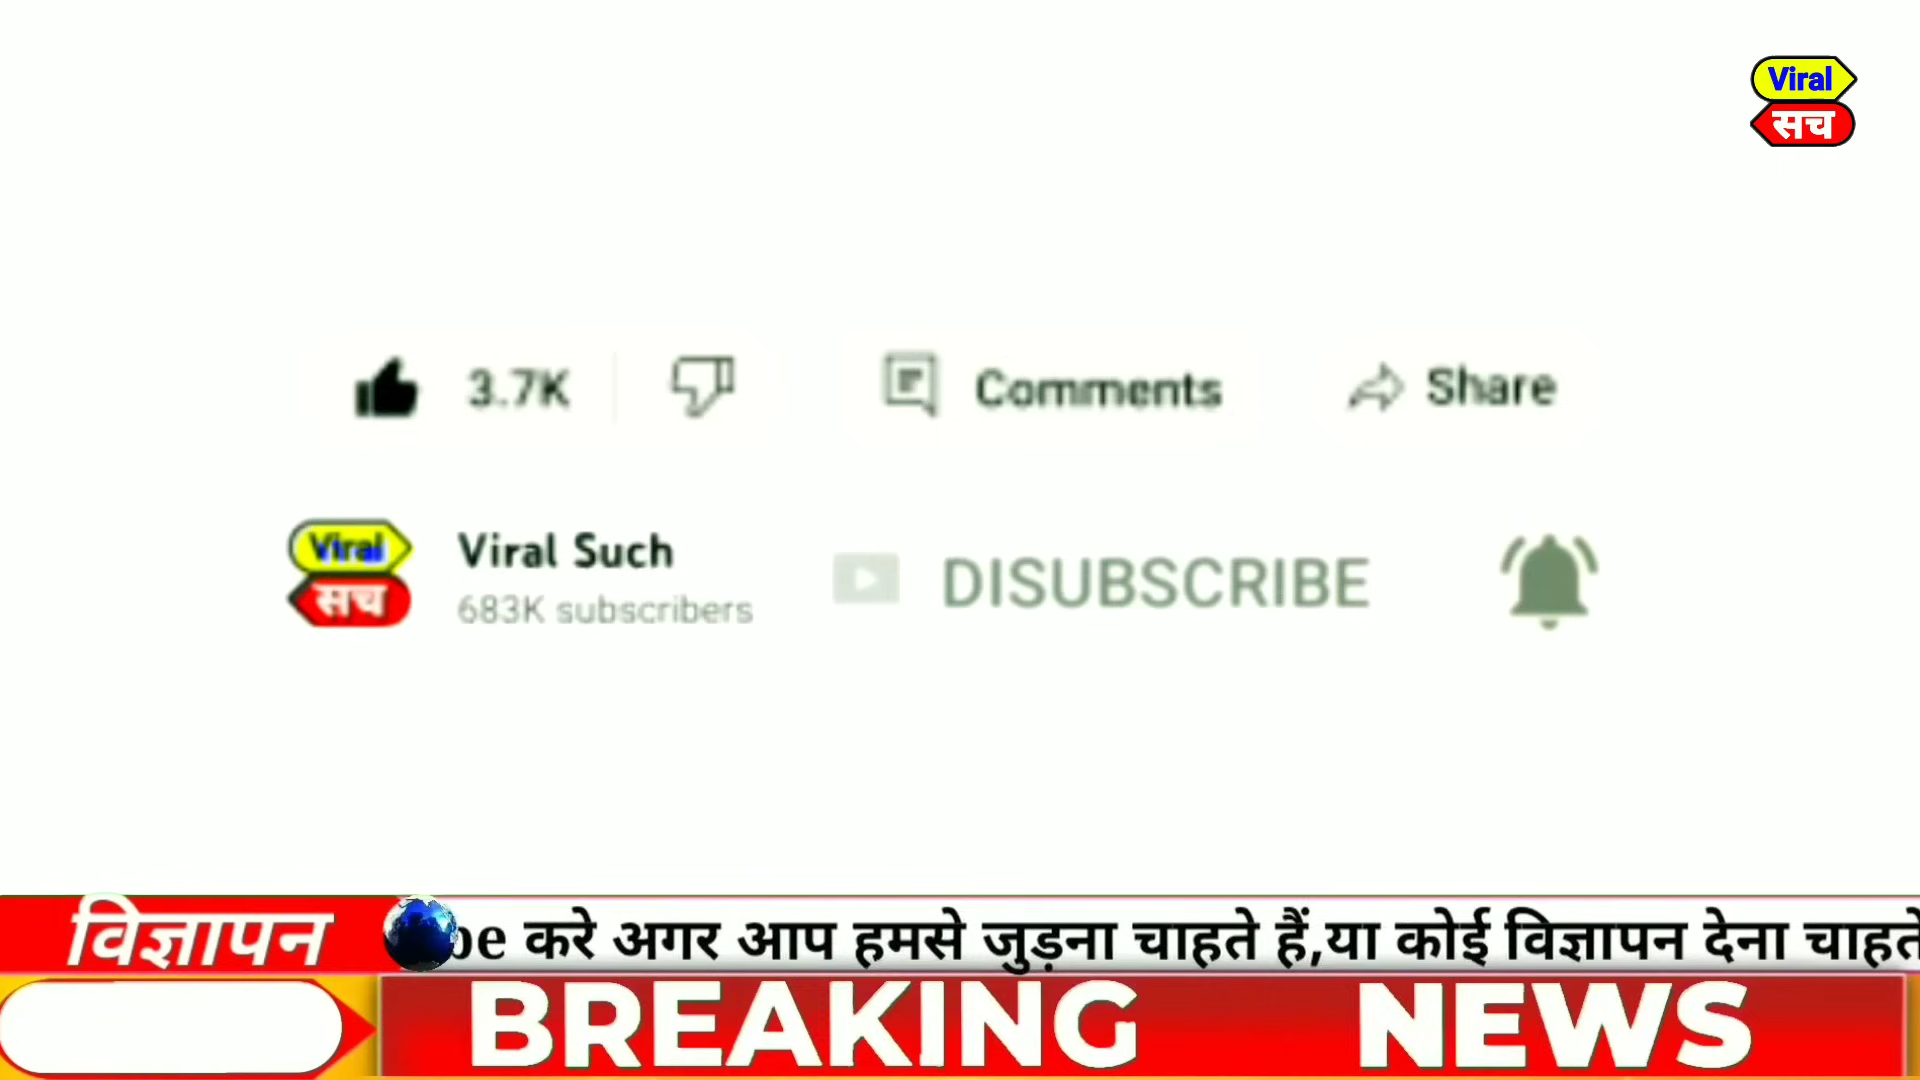 Viral
सच
3.7K
Comments
Share
Viral
सच
Viral Such
683K subscribers
DISUBSCRIBE
विज्ञापन
be करे अगर आप हमसे जुड़ना चाहते हैं,या कोई विज्ञापन देना चाहते
BREAKING NEWS